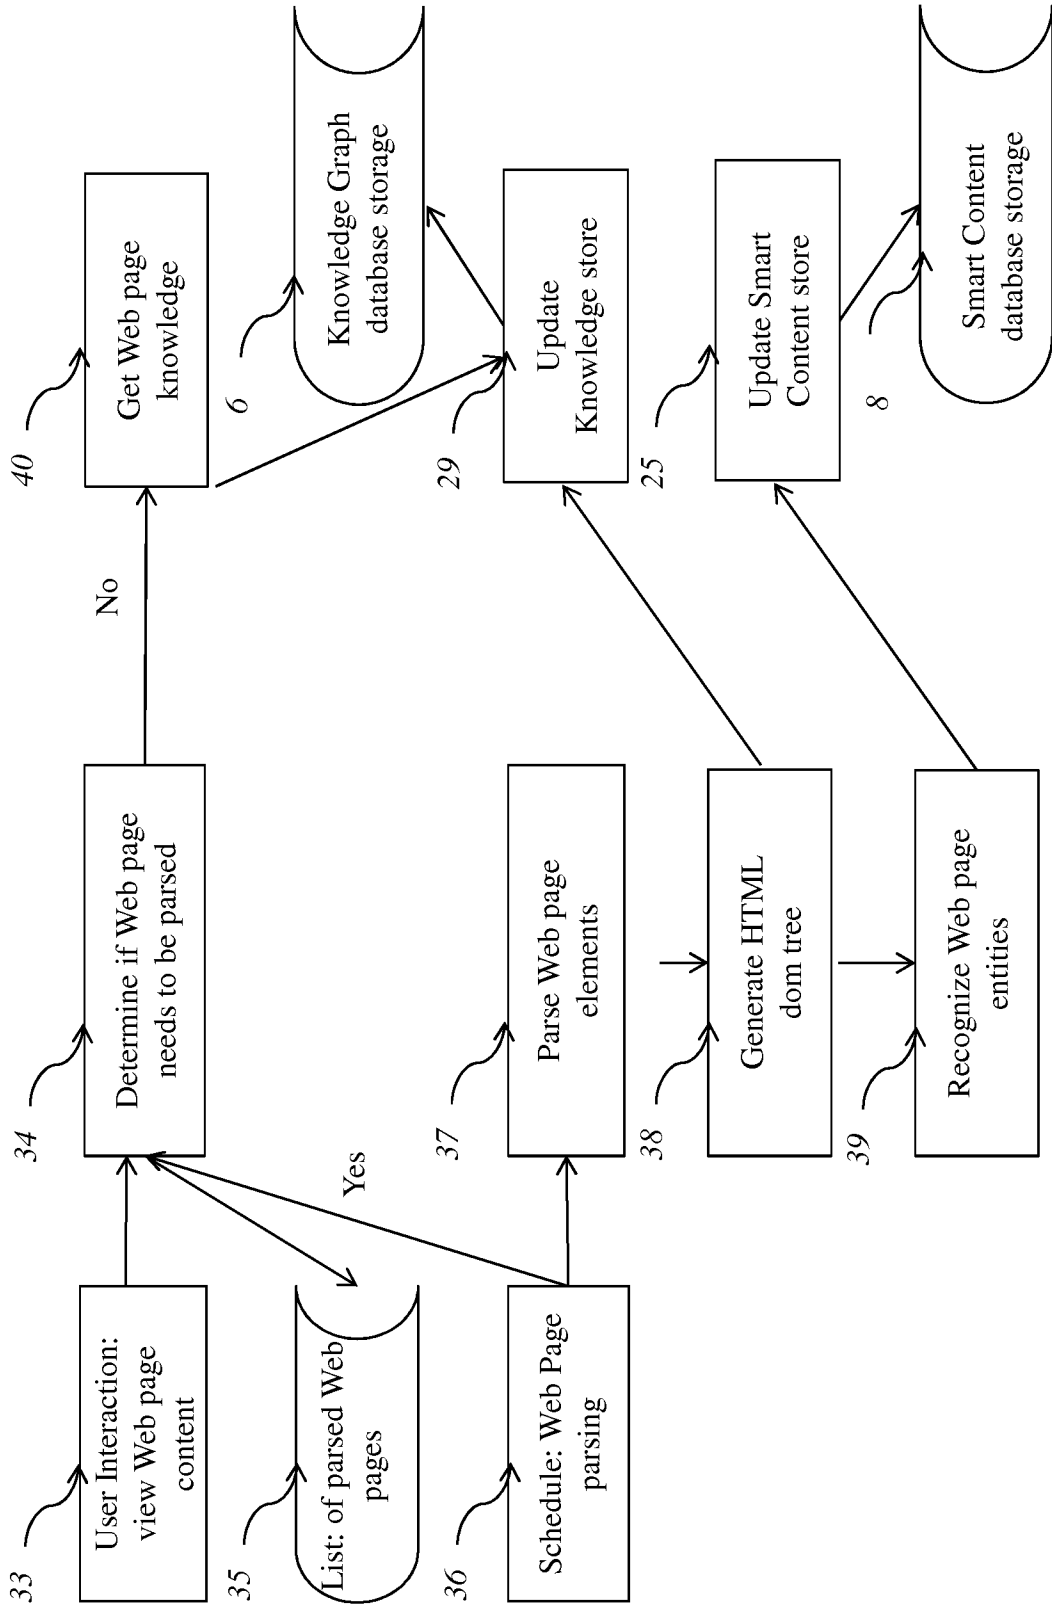 33
User Interaction:
view Web page
content
34
Determine if Web page
needs to be parsed
No
40
Get Web page
knowledge
35
List: of parsed Web
pages
Yes
6
Knowledge Graph
database storage
36
Schedule: Web Page
parsing
37
Parse Web page
elements
29
Update
Knowledge store
38
Generate HTML
dom tree
25
Update Smart
Content store
39
Recognize Web page
entities
8
Smart Content
database storage